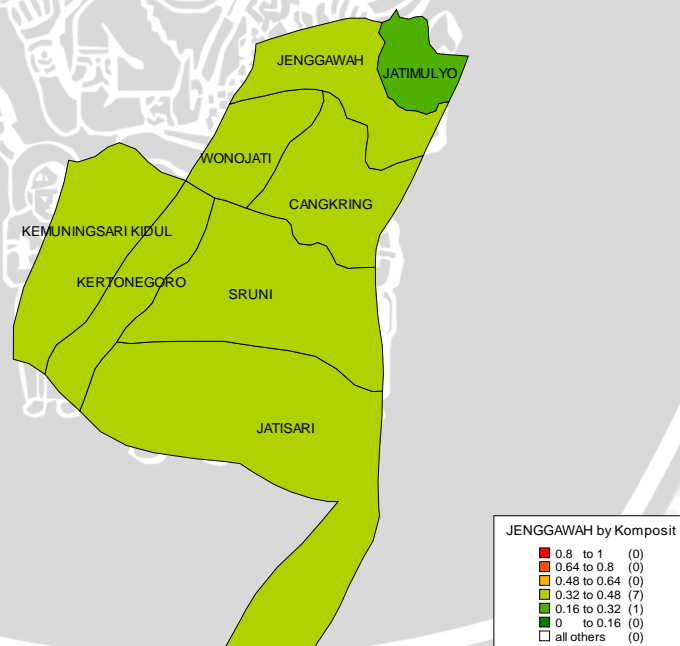 JENGGAWAH
JATIMULYO
WONOJATI
CANGKRING
KEMUNINGSARI KIDUL
KERTONEGORO
SRUNI
JATISARI
JENGGAWAH by Komposit
0.8 to 1 (0)
0.64 to 0.8 (0)
0.48 to 0.64 (0)
0.32 to 0.48 (7)
0.16 to 0.32 (1)
0 to 0.16 (0)
all others (0)